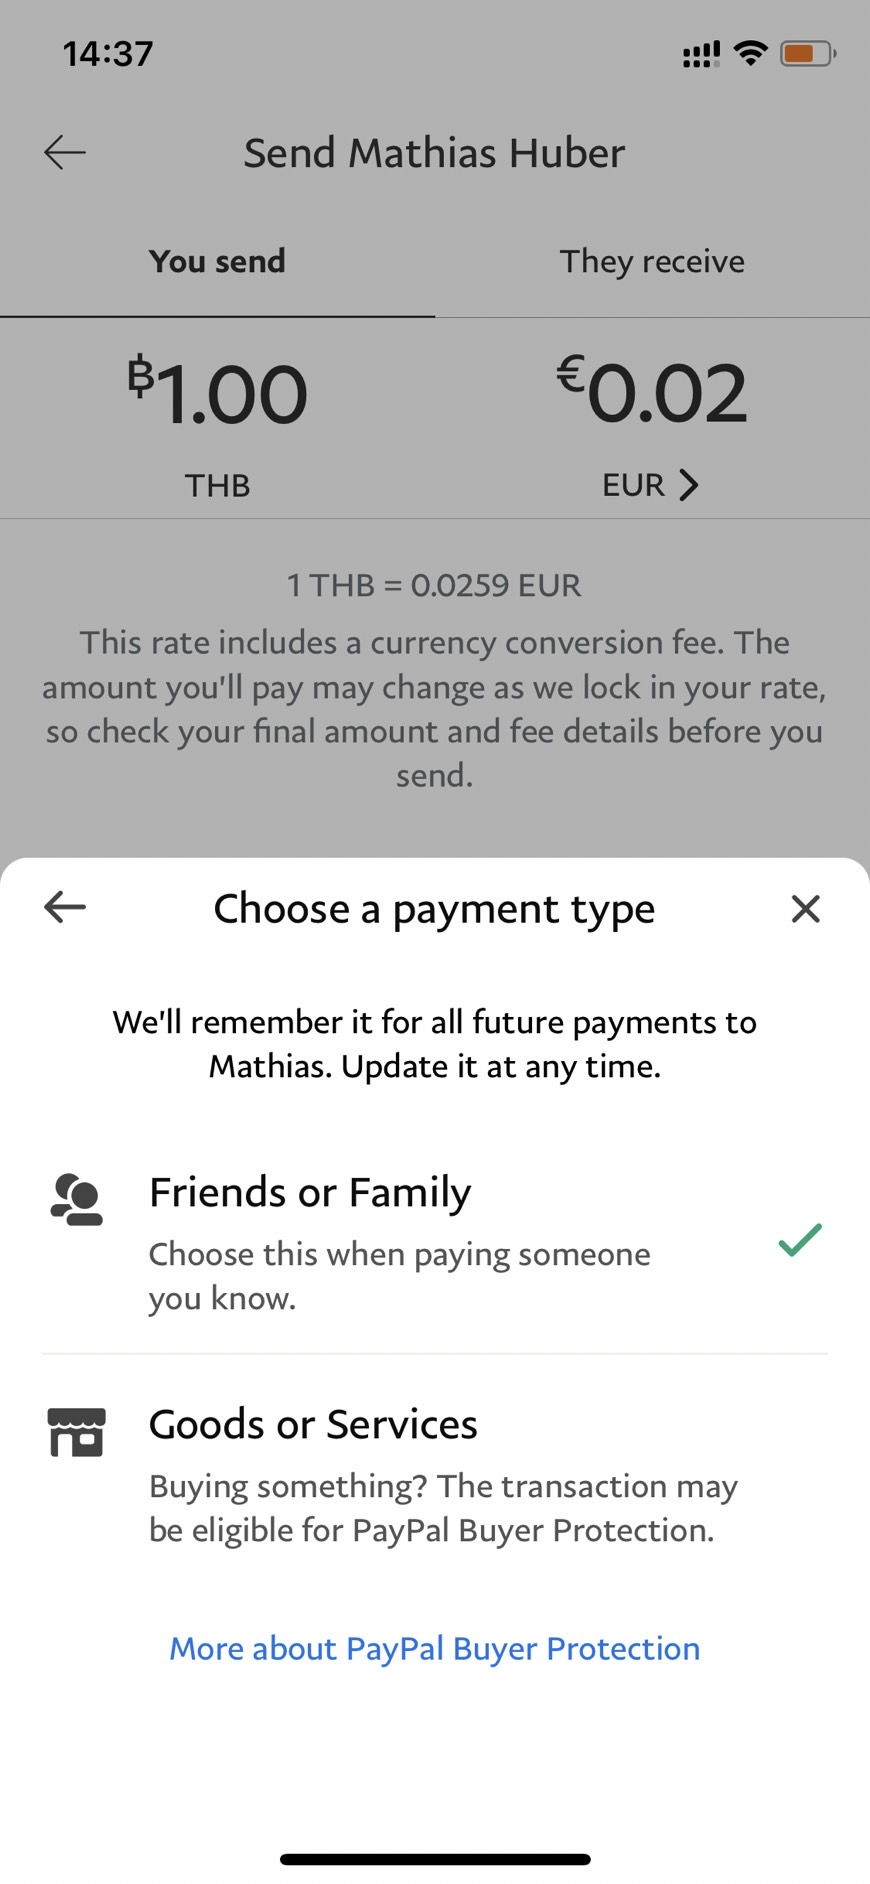 14:37
Send Mathias Huber
You send
They receive
฿1.00
€0.02
THB
EUR
1 THB = 0.0259 EUR
This rate includes a currency conversion fee. The
amount you'll pay may change as we lock in your rate,
so check your final amount and fee details before you
send.
Choose a payment type
We'll remember it for all future payments to
Mathias. Update it at any time.
Friends or Family
Choose this when paying someone
you know.
Goods or Services
Buying something? The transaction may
be eligible for PayPal Buyer Protection.
More about PayPal Buyer Protection